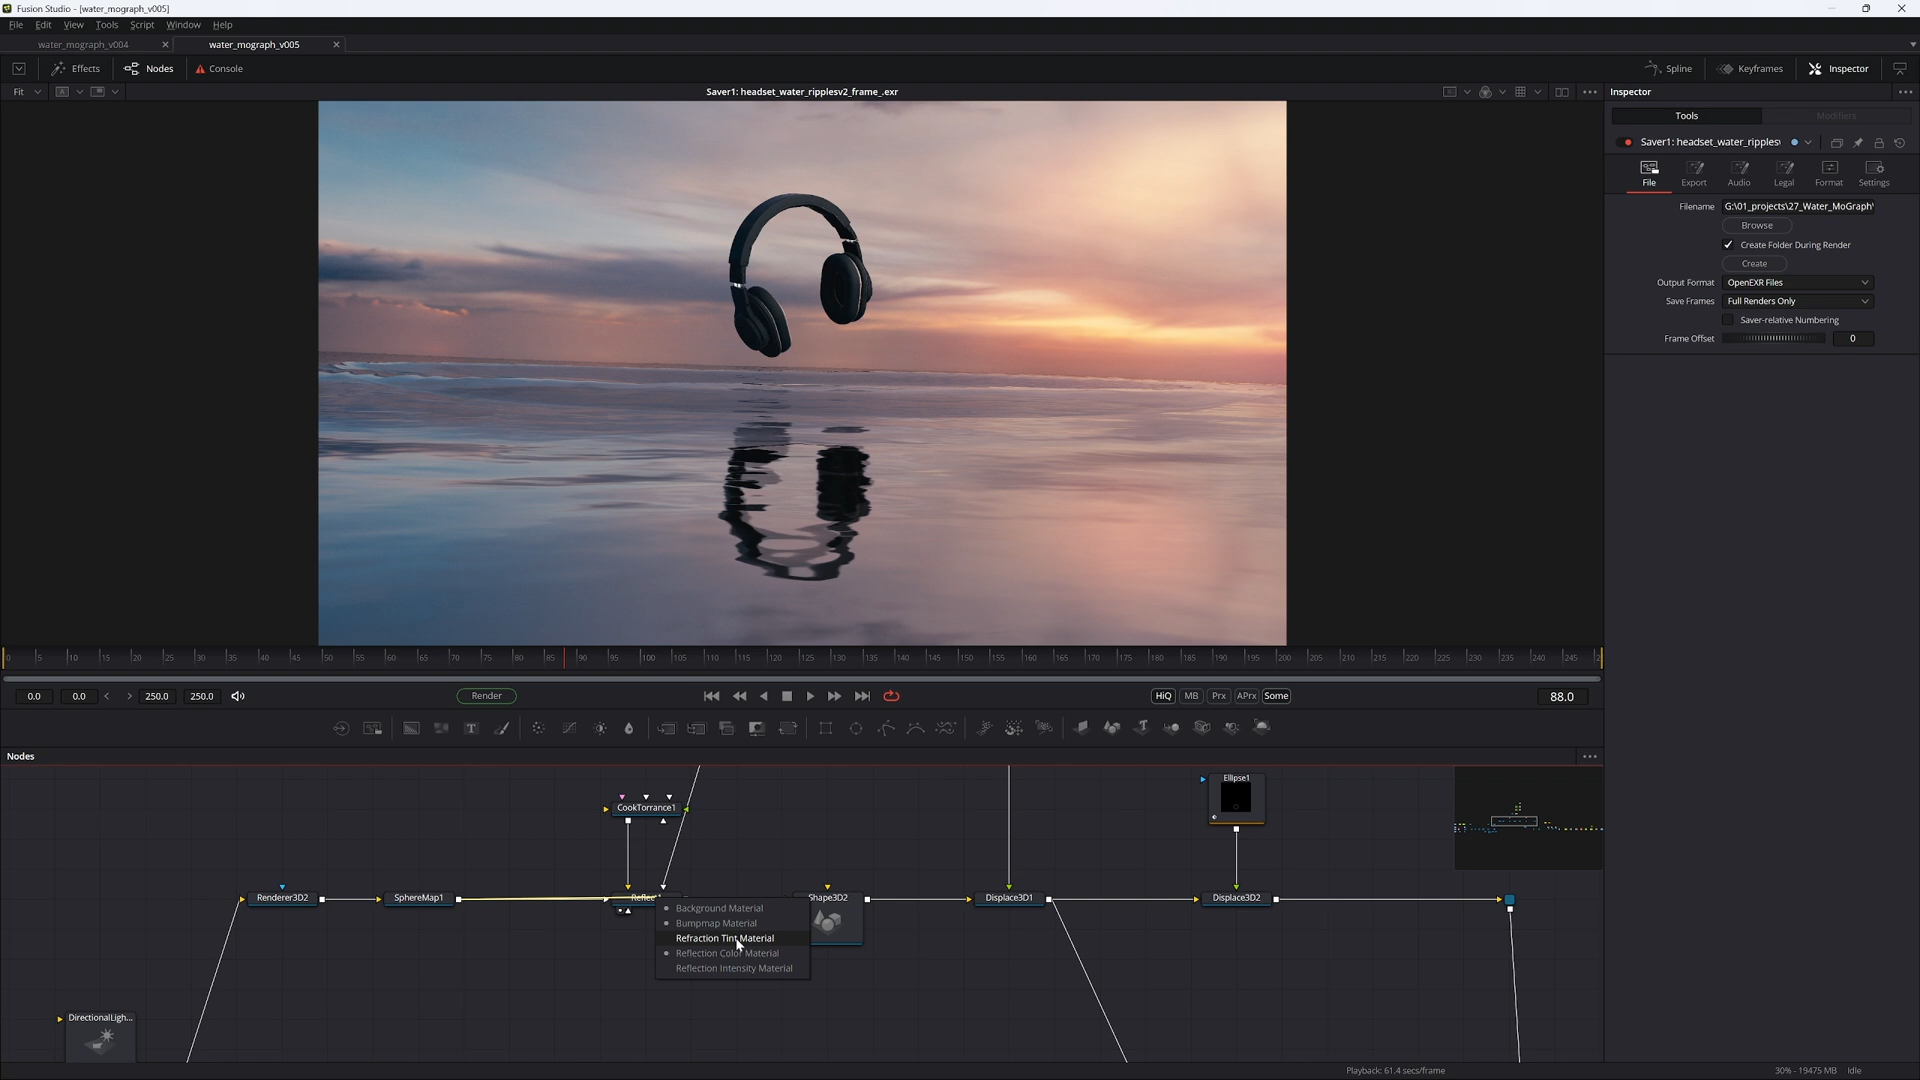 Fusion Studio - [water_mograph_v005]
File Edit View Tools Script Window Help
water_mograph_v004 water_mograph_v005
Effects Nodes Console Spline Keyframes Inspector
Fit A Saver1: headset_water_ripplesv2_frame_.exr Inspector
Tools Modifiers
Saver1: headset_water_ripples
File Export Audio Legal Format Settings
Filename G:\01_projects\27_Water_MoGraph\
Browse
Create Folder During Render
Create
Output Format OpenEXR Files
Save Frames Full Renders Only
Saver-relative Numbering
Frame Offset 0
0 5 10 15 20 25 30 35 40 45 50 55 60 65 70 75 80 85 90 95 100 105 110 115 120 125 130 135 140 145 150 155 160 165 170 175 180 185 190 195 200 205 210 215 220 225 230 235 240 245
0.0 0.0 250.0 250.0 Render HiQ MB Prx APrx Some 88.0
Nodes
Ellipse1
CookTorrance1
Renderer3D2 SphereMap1 Reflect1 Shape3D2 Displace3D1 Displace3D2
Background Material
Bumpmap Material
Refraction Tint Material
Reflection Color Material
Reflection Intensity Material
DirectionalLigh...
Playback: 61.4 secs/frame 30% - 19475 MB Idle